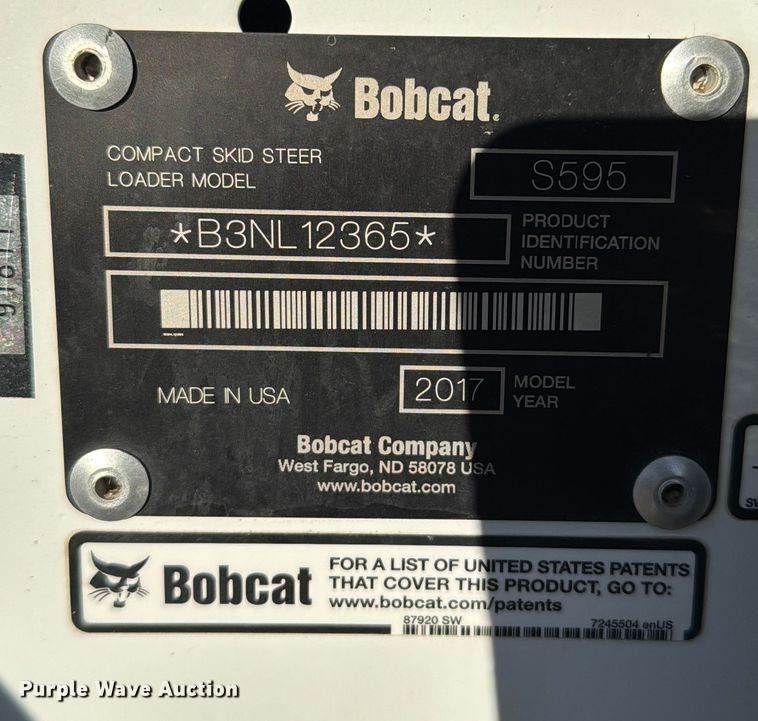 Bobcat.
COMPACT SKID STEER
LOADER MODEL
S595
*B3NL12365*
PRODUCT
IDENTIFICATION
NUMBER
MADE IN USA
2017
MODEL
YEAR
Bobcat Company
West Fargo, ND 58078 USA
www.bobcat.com
Bobcat
FOR A LIST OF UNITED STATES PATENTS
THAT COVER THIS PRODUCT, GO TO:
www.bobcat.com/patents
87920 SW
7245504 enUS
Purple Wave Auction